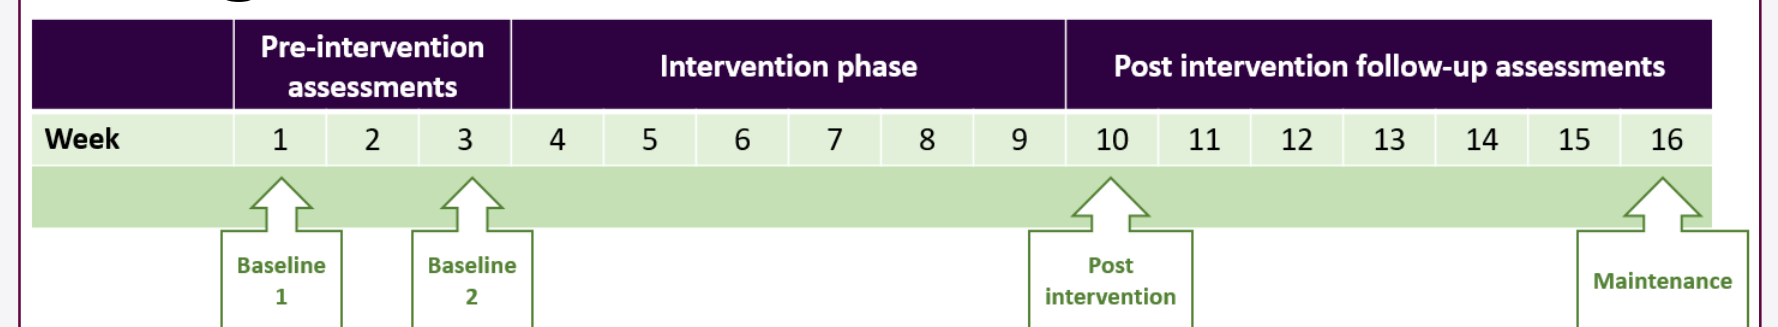 Pre-intervention
assessments
Intervention phase
Post intervention follow-up assessments
Week 1 2 3 4 5 6 7 8 9 10 11 12 13 14 15 16
Baseline
1
Baseline
2
Post
intervention
Maintenance